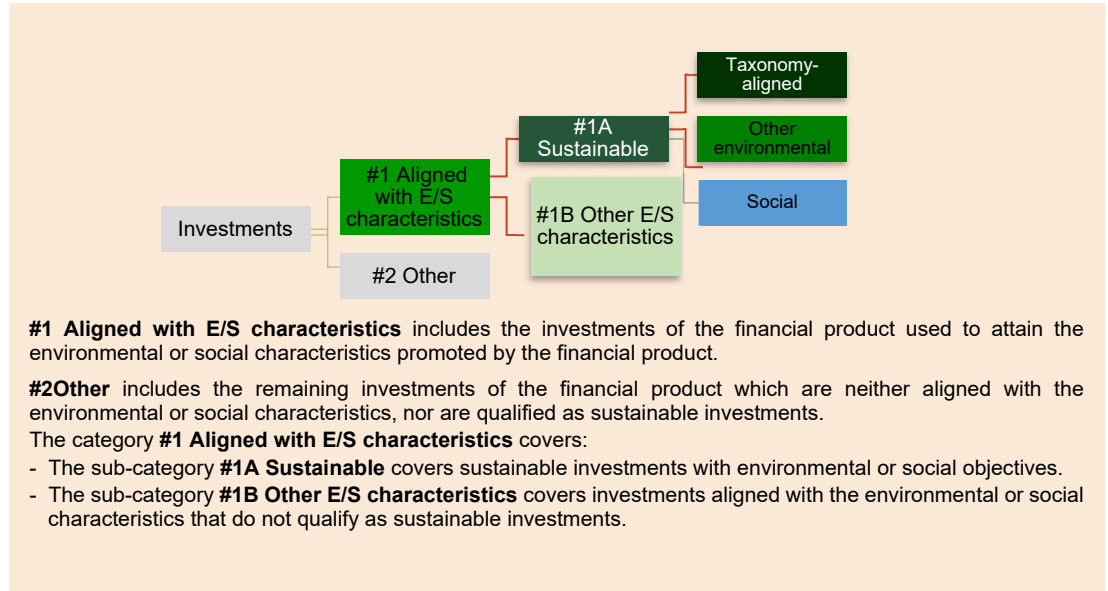 Taxonomy-
aligned
#1A
Sustainable
Other
environmental
#1 Aligned
with E/S
characteristics
#1B Other E/S
characteristics
Social
Investments
#2 Other
#1 Aligned with E/S characteristics includes the investments of the financial product used to attain the
environmental or social characteristics promoted by the financial product.
#2Other includes the remaining investments of the financial product which are neither aligned with the
environmental or social characteristics, nor are qualified as sustainable investments.
The category #1 Aligned with E/S characteristics covers:
- The sub-category #1A Sustainable covers sustainable investments with environmental or social objectives.
- The sub-category #1B Other E/S characteristics covers investments aligned with the environmental or social
characteristics that do not qualify as sustainable investments.